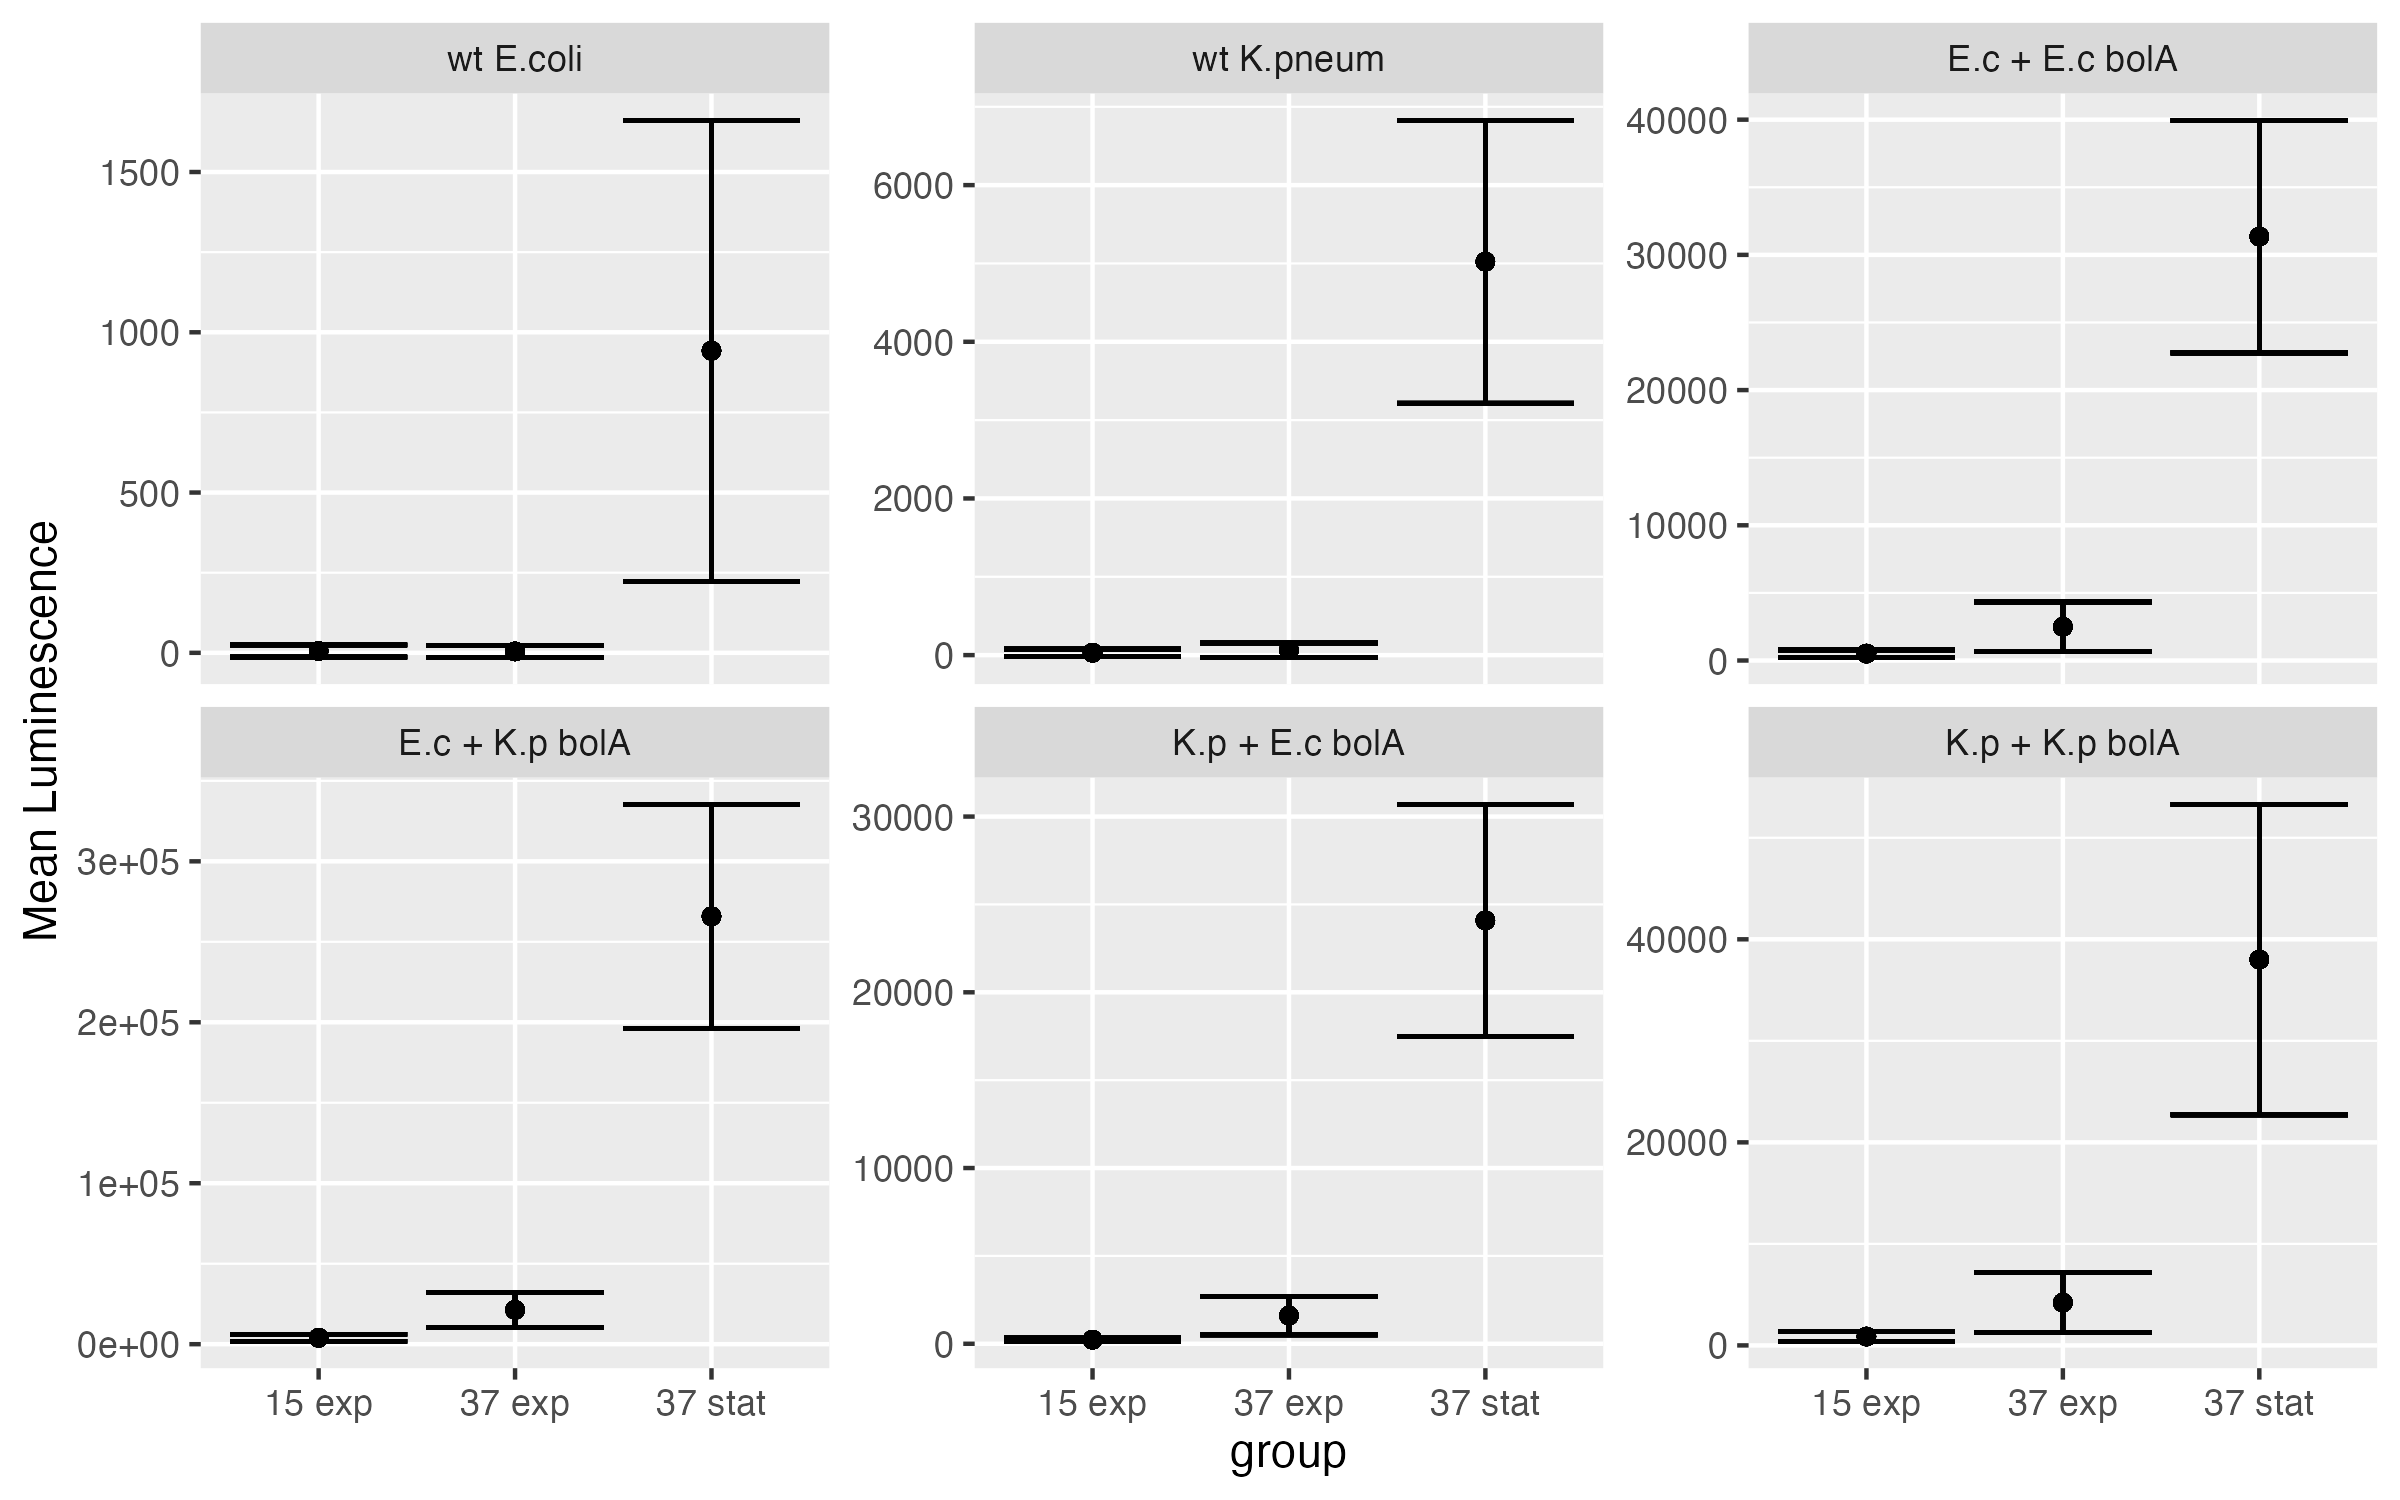 wt E.coli
wt K.pneum
E.c + E.c bolA
1500
1000
500
0
6000
4000
2000
0
40000
30000
20000
10000
0
E.c + K.p bolA
K.p + E.c bolA
K.p + K.p bolA
3e+05
2e+05
1e+05
0e+00
30000
20000
10000
0
40000
20000
0
15 exp 37 exp 37 stat
15 exp 37 exp 37 stat
15 exp 37 exp 37 stat
group
Mean Luminescence